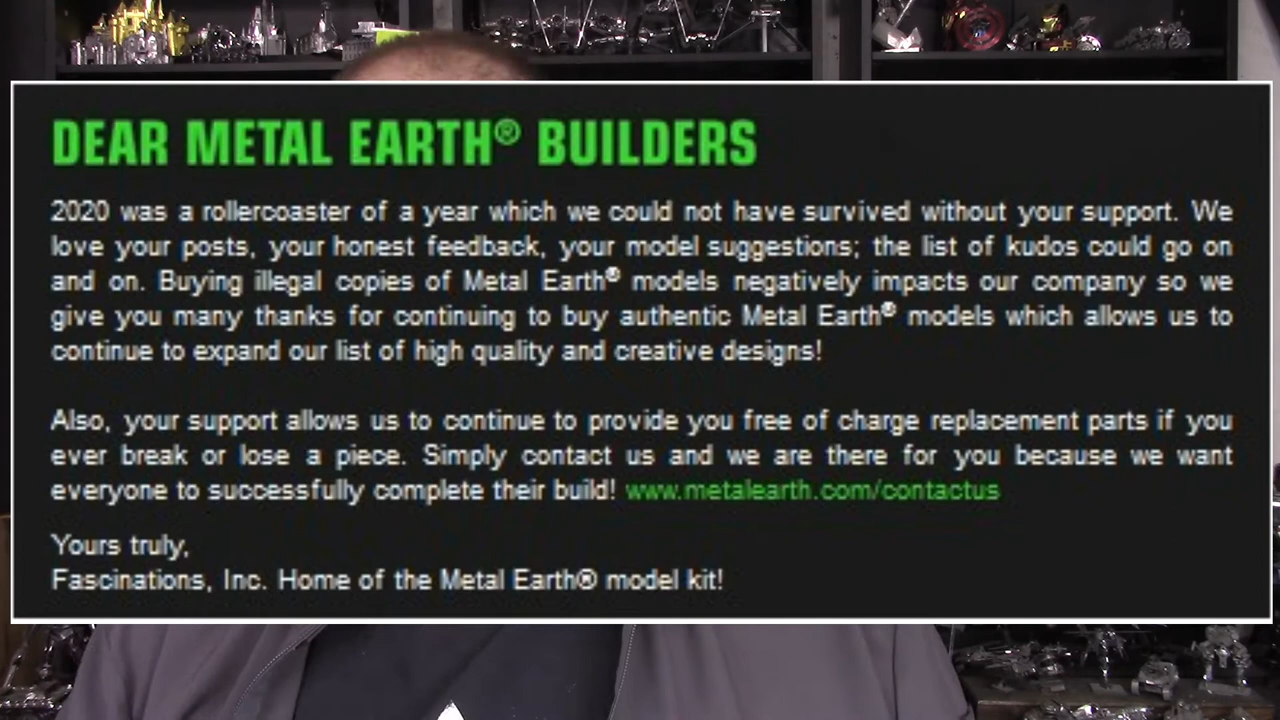 DEAR METAL EARTH® BUILDERS
2020 was a rollercoaster of a year which we could not have survived without your support. We
love your posts, your honest feedback, your model suggestions; the list of kudos could go on
and on. Buying illegal copies of Metal Earth® models negatively impacts our company so we
give you many thanks for continuing to buy authentic Metal Earth® models which allows us to
continue to expand our list of high quality and creative designs!
Also, your support allows us to continue to provide you free of charge replacement parts if you
ever break or lose a piece. Simply contact us and we are there for you because we want
everyone to successfully complete their build! www.metalearth.com/contactus
Yours truly,
Fascinations, Inc. Home of the Metal Earth® model kit!